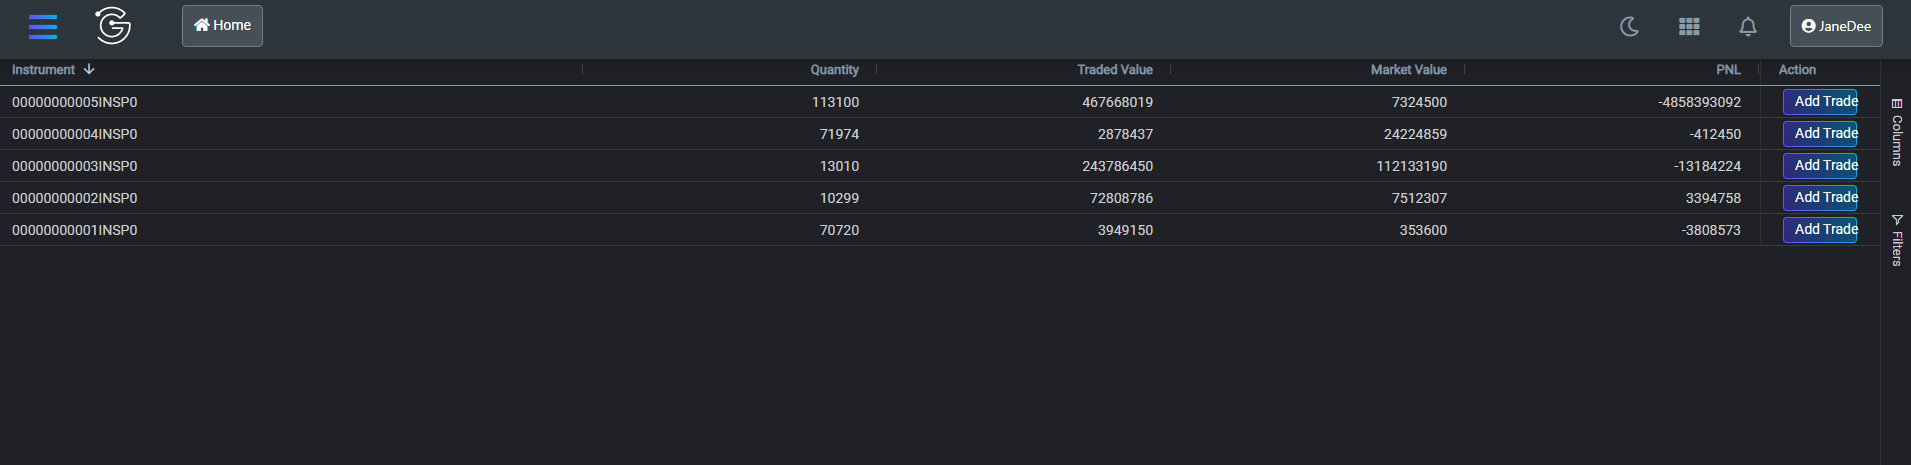 Home JaneDee
Instrument Quantity Traded Value Market Value PNL Action
00000000005INSP0 113100 467668019 7324500 -4858393092 Add Trade
00000000004INSP0 71974 2878437 24224859 -412450 Add Trade
00000000003INSP0 13010 243786450 112133190 -13184224 Add Trade
00000000002INSP0 10299 72808786 7512307 3394758 Add Trade
00000000001INSP0 70720 3949150 353600 -3808573 Add Trade
Columns
Filters